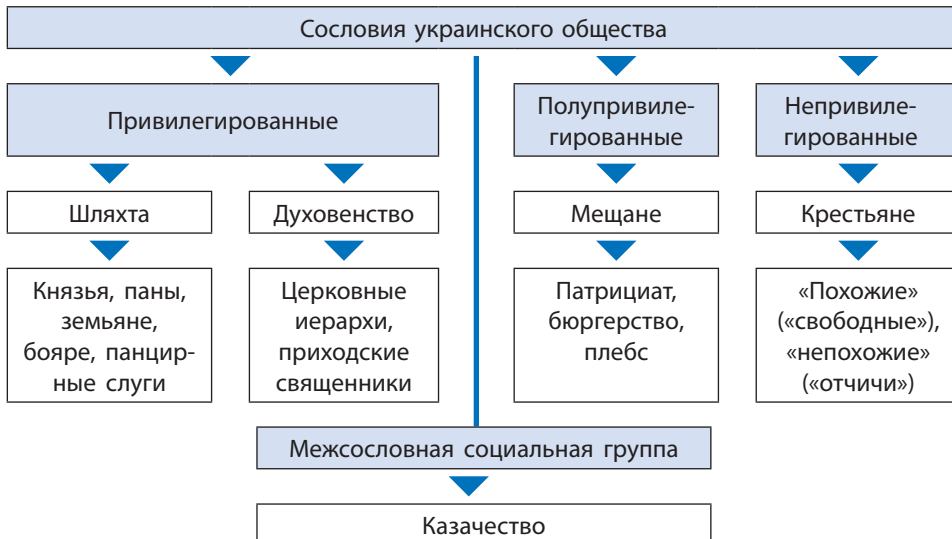 Сословия украинского общества
Привилегированные
Полупривиле-
гированные
Непривиле-
гированные
Шляхта
Духовенство
Мещане
Крестьяне
Князья, паны,
земьяне,
бояре, панцир-
ные слуги
Церковные
иерархи,
приходские
священники
Патрициат,
бюргерство,
плебс
«Похожие»
(«свободные»),
«непохожие»
(«отчичи»)
Межсословная социальная группа
Казачество